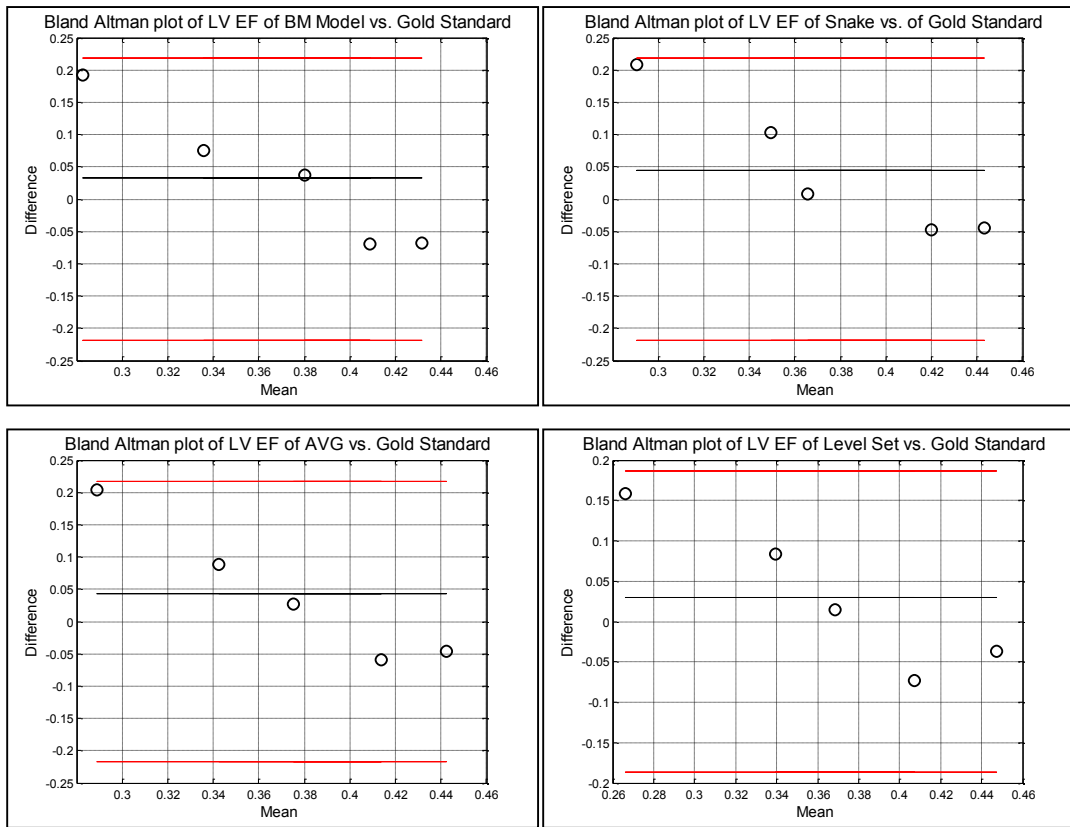 Bland Altman plot of LV EF of BM Model vs. Gold Standard
0.25
0.2
0.15
0.1
0.05
0
-0.05
-0.1
-0.15
-0.2
-0.25
Difference
0.3 0.32 0.34 0.36 0.38 0.4 0.42 0.44 0.46
Mean
Bland Altman plot of LV EF of Snake vs. of Gold Standard
0.25
0.2
0.15
0.1
0.05
0
-0.05
-0.1
-0.15
-0.2
-0.25
Difference
0.3 0.32 0.34 0.36 0.38 0.4 0.42 0.44 0.46
Mean
Bland Altman plot of LV EF of AVG vs. Gold Standard
0.25
0.2
0.15
0.1
0.05
0
-0.05
-0.1
-0.15
-0.2
-0.25
Difference
0.3 0.32 0.34 0.36 0.38 0.4 0.42 0.44 0.46
Mean
Bland Altman plot of LV EF of Level Set vs. Gold Standard
0.2
0.15
0.1
0.05
0
-0.05
-0.1
-0.15
-0.2
Difference
0.26 0.28 0.3 0.32 0.34 0.36 0.38 0.4 0.42 0.44 0.46
Mean